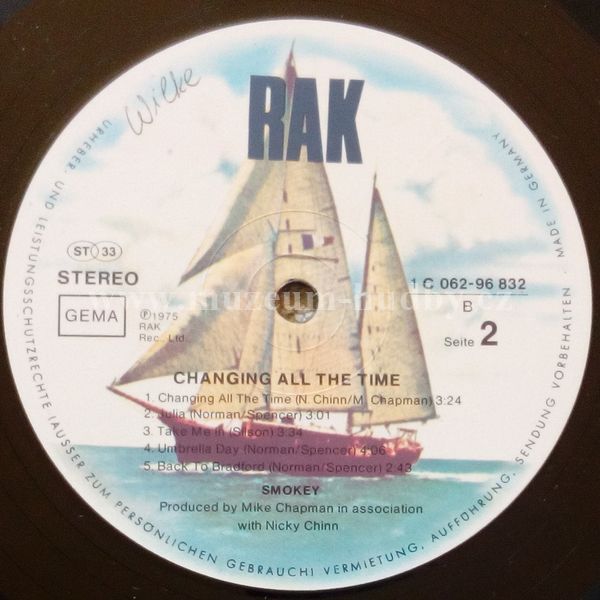 Wilke
RAK
MADE IN GERMANY
URHEBER- UND LEISTUNGSSCHUTZRECHTE (AUSSER ZUM PERSÖNLICHEN GEBRAUCH) VERMIETUNG, AUFFÜHRUNG, SENDUNG VORBEHALTEN ·
ST 33
STEREO
1 C 062-96 832
B
GEMA
℗1975
RAK
Rec., Ltd.
Seite 2
www.muzeum-hudby.cz
CHANGING ALL THE TIME
1. Changing All The Time (N. Chinn/M. Chapman) 3:24
2. Julia (Norman/Spencer) 3:01
3. Take Me In (Silson) 3:34
4. Umbrella Day (Norman/Spencer) 4:06
5. Back To Bradford (Norman/Spencer) 2:43
SMOKEY
Produced by Mike Chapman in association
with Nicky Chinn